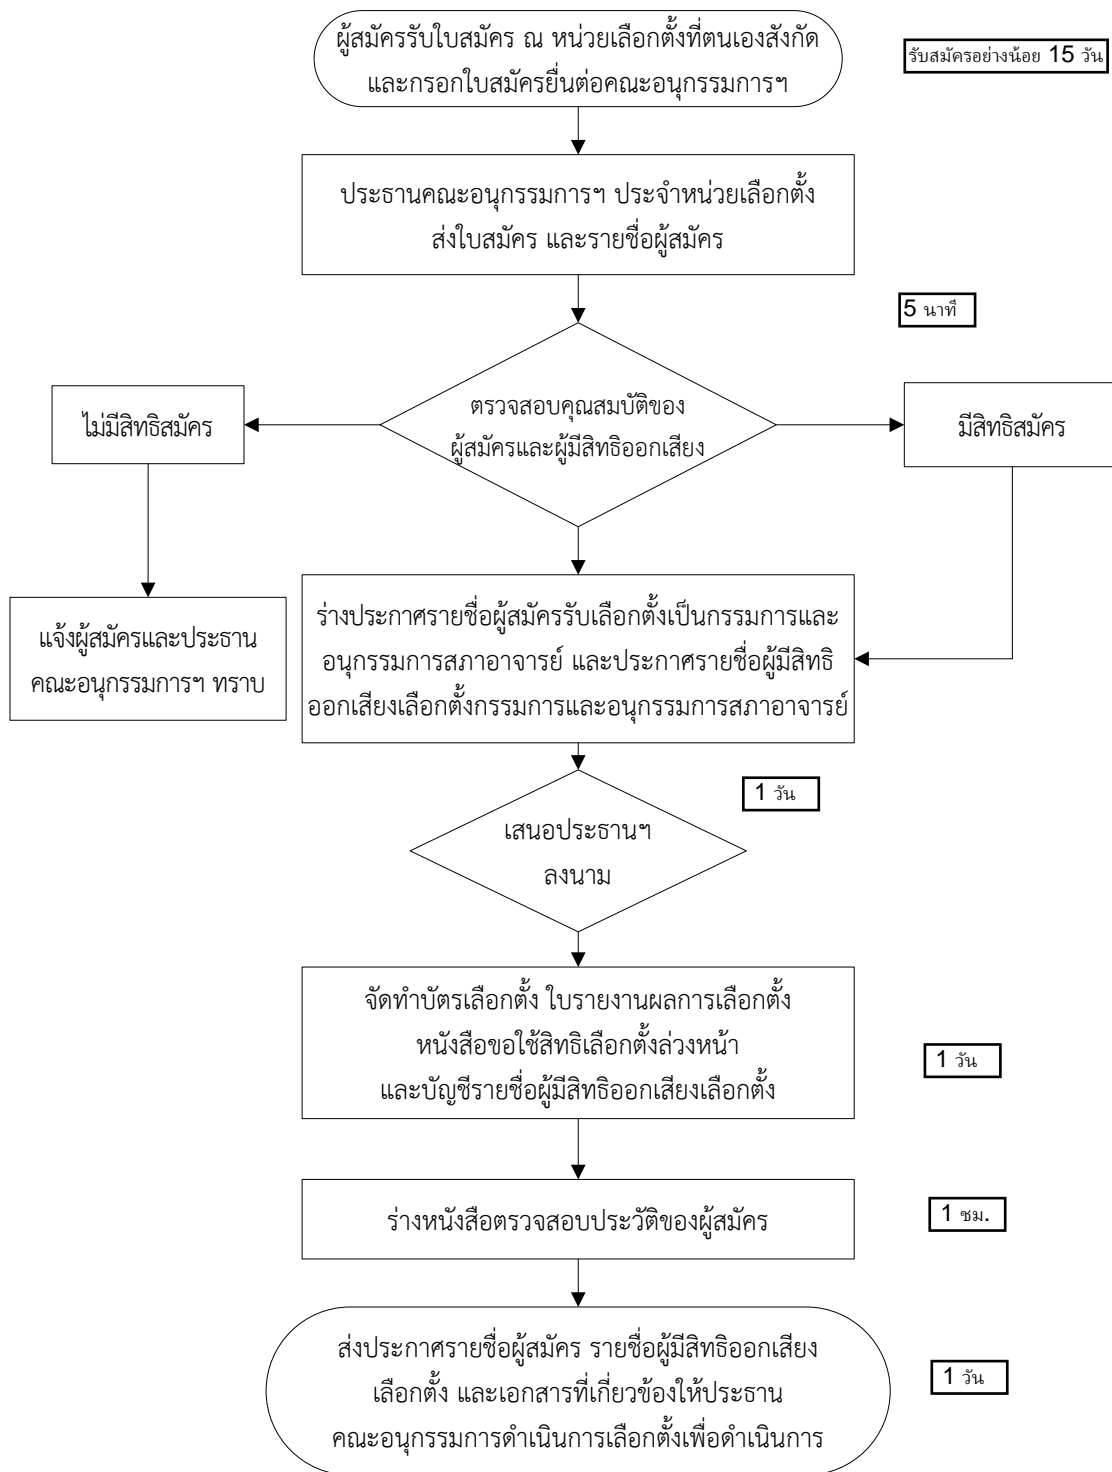 ผู้สมัครรับใบสมัคร ณ หน่วยเลือกตั้งที่ตนเองสังกัด
และกรอกใบสมัครยื่นต่อคณะอนุกรรมการฯ
รับสมัครอย่างน้อย 15 วัน
ประธานคณะอนุกรรมการฯ ประจำหน่วยเลือกตั้ง
ส่งใบสมัคร และรายชื่อผู้สมัคร
5 นาที
ตรวจสอบคุณสมบัติของ
ผู้สมัครและผู้มีสิทธิออกเสียง
ไม่มีสิทธิสมัคร
มีสิทธิสมัคร
แจ้งผู้สมัครและประธาน
คณะอนุกรรมการฯ ทราบ
ร่างประกาศรายชื่อผู้สมัครรับเลือกตั้งเป็นกรรมการและ
อนุกรรมการสภาอาจารย์ และประกาศรายชื่อผู้มีสิทธิ
ออกเสียงเลือกตั้งกรรมการและอนุกรรมการสภาอาจารย์
1 วัน
เสนอประธานฯ
ลงนาม
จัดทำบัตรเลือกตั้ง ใบรายงานผลการเลือกตั้ง
หนังสือขอใช้สิทธิเลือกตั้งล่วงหน้า
และบัญชีรายชื่อผู้มีสิทธิออกเสียงเลือกตั้ง
1 วัน
ร่างหนังสือตรวจสอบประวัติของผู้สมัคร
1 ชม.
ส่งประกาศรายชื่อผู้สมัคร รายชื่อผู้มีสิทธิออกเสียง
เลือกตั้ง และเอกสารที่เกี่ยวข้องให้ประธาน
คณะอนุกรรมการดำเนินการเลือกตั้งเพื่อดำเนินการ
1 วัน